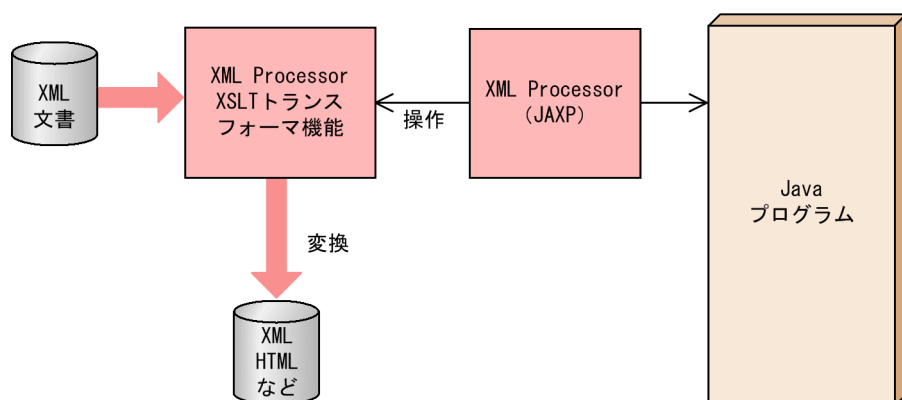 XML
文書
XML Processor
XSLTトランス
フォーマ機能
操作
XML Processor
（JAXP）
Java
プログラム
変換
XML
HTML
など